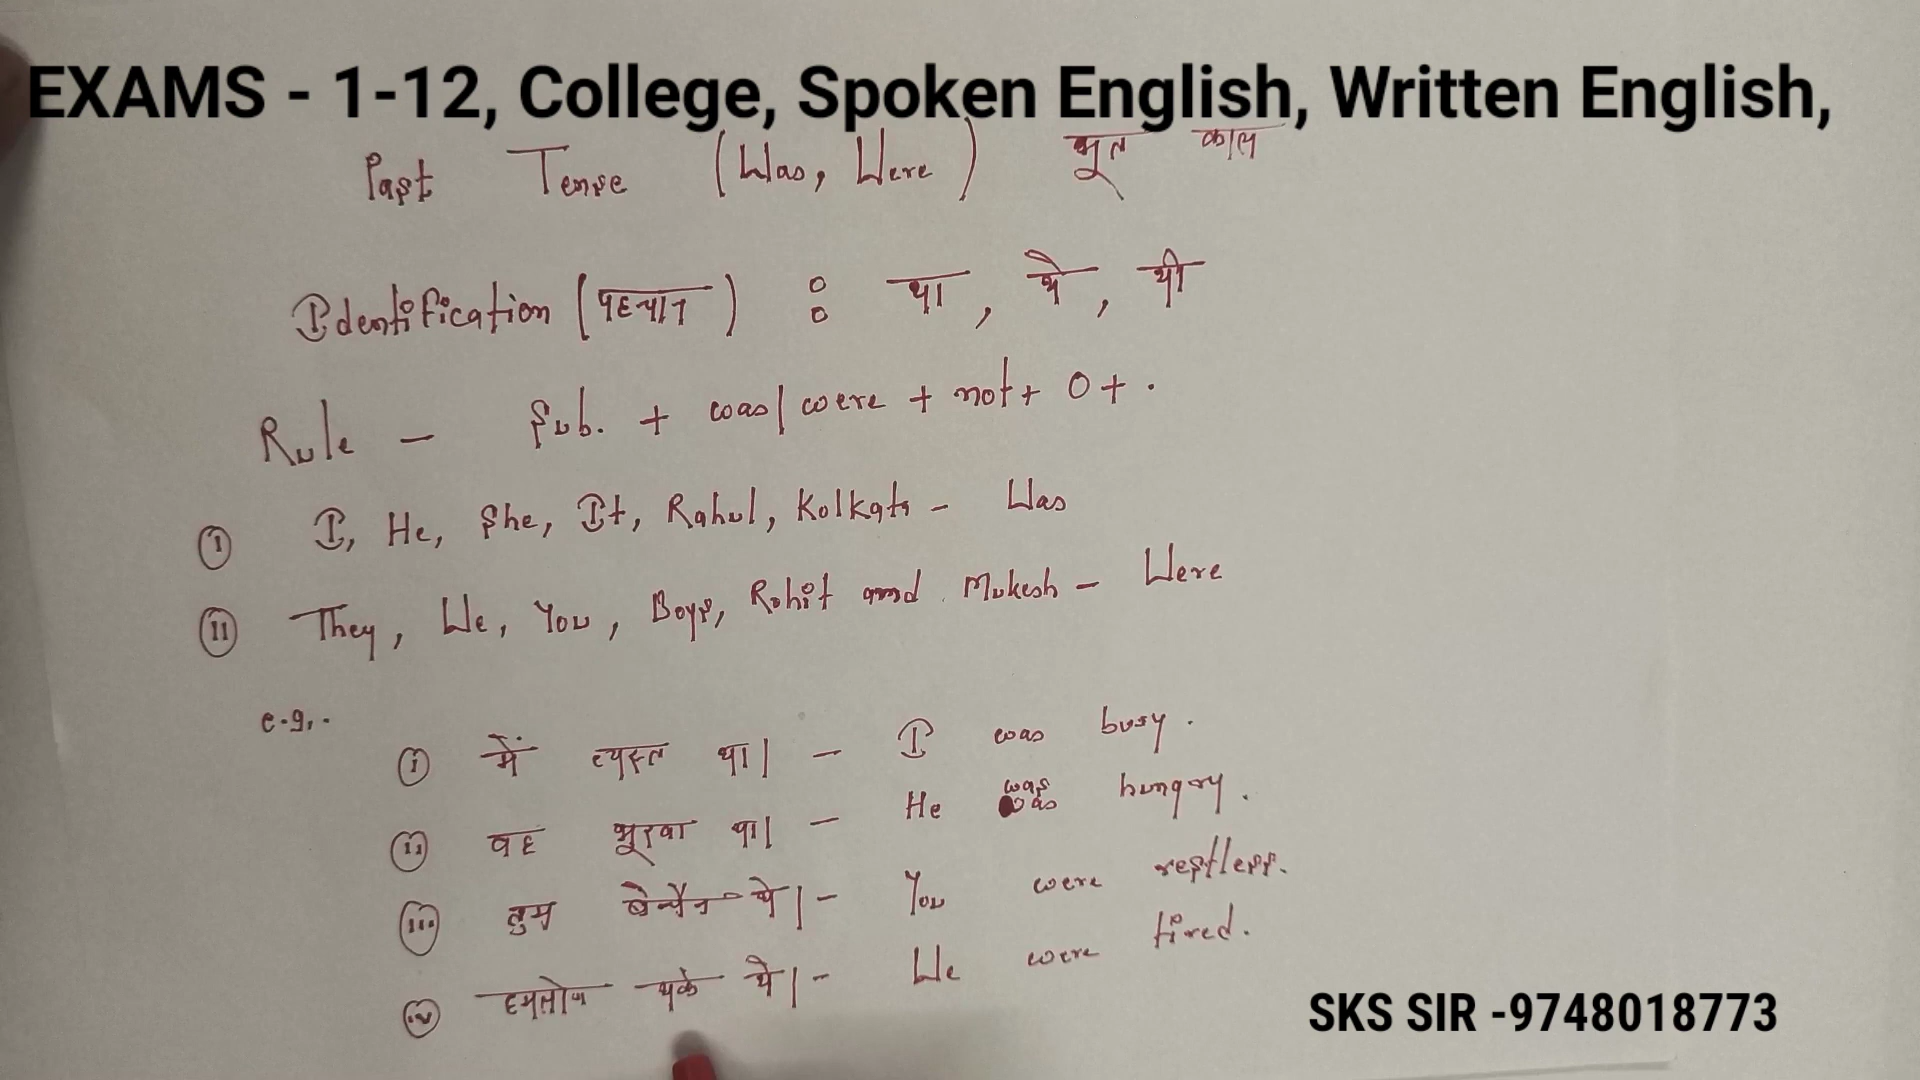 EXAMS - 1-12, College, Spoken English, Written English,
Past Tense (Was, Were) भूत काल
Identification (पहचान) : था, थे, थी
Rule - Sub. + was/were + not + O + .
(I) I, He, She, It, Rahul, Kolkata - Was
(II) They, We, You, Boys, Rohit and Mukesh - Were
e.g.-
(i) में व्यस्त था। - I was busy.
(ii) वह भूखा था। - He was hungry.
(iii) तुम बेचैन थे। - You were restless.
(iv) हमलोग थके थे। - We were tired.
SKS SIR -9748018773